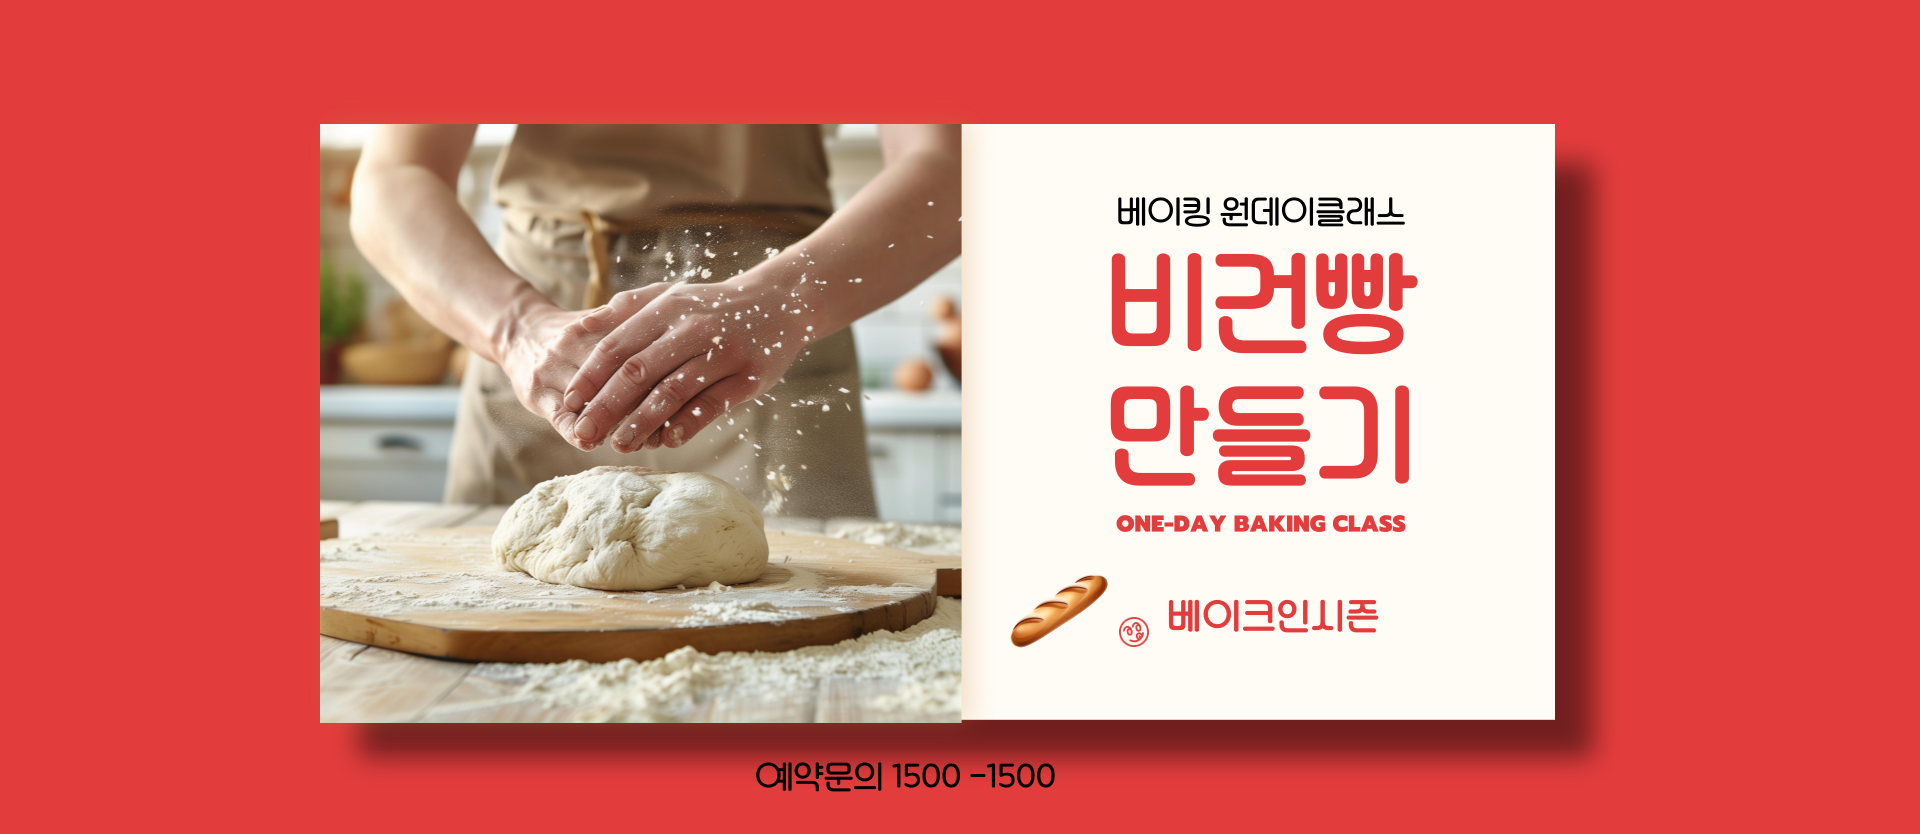 베이킹 원데이클래스
비건빵
만들기
ONE-DAY BAKING CLASS
베이크인시즌
예약문의 1500 -1500